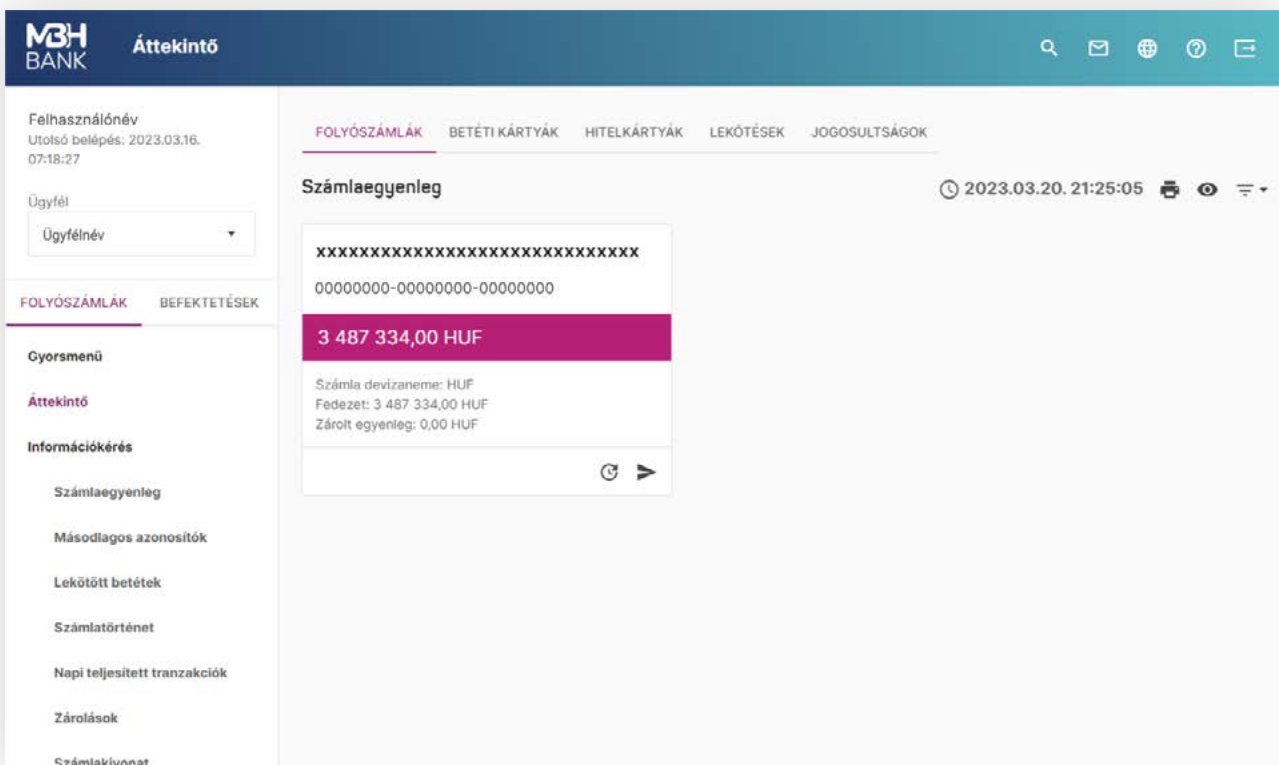 MBH
BANK
Áttekintő
Felhasználónév
Utolsó belépés: 2023.03.16.
07:18:27
Ügyfél
Ügyfélnév
FOLYÓSZÁMLÁK BEFEKTETÉSEK
Gyorsmenü
Áttekintő
Információkérés
Számlaegyenleg
Másodlagos azonosítók
Lekötött betétek
Számlatörténet
Napi teljesített tranzakciók
Zárolások
Számlakivonat
FOLYÓSZÁMLÁK BETÉTI KÁRTYÁK HITELKÁRTYÁK LEKÖTÉSEK JOGOSULTSÁGOK
Számlaegyenleg
2023.03.20. 21:25:05
xxxxxxxxxxxxxxxxxxxxxxxxxxxxxx
00000000-00000000-00000000
3 487 334,00 HUF
Számla devizaneme: HUF
Fedezet: 3 487 334,00 HUF
Zárolt egyenleg: 0,00 HUF